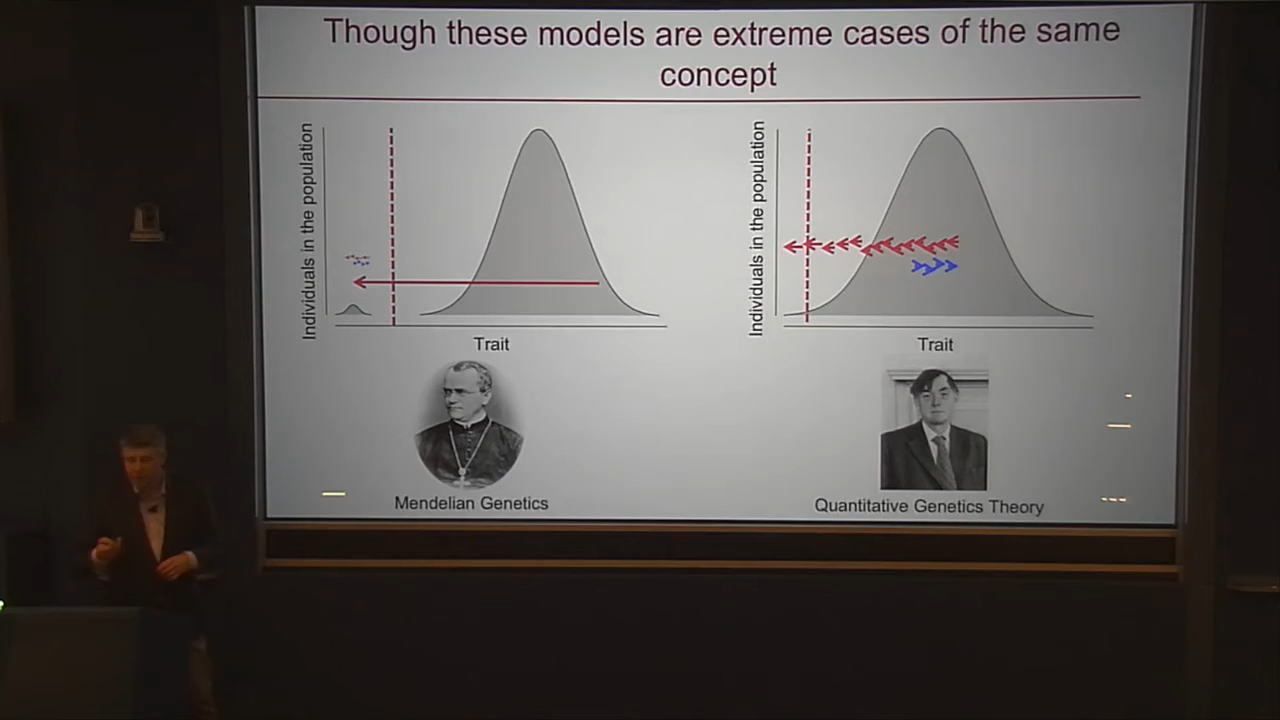 Though these models are extreme cases of the same
concept
Individuals in the population
Trait
Mendelian Genetics
Individuals in the population
Trait
Quantitative Genetics Theory